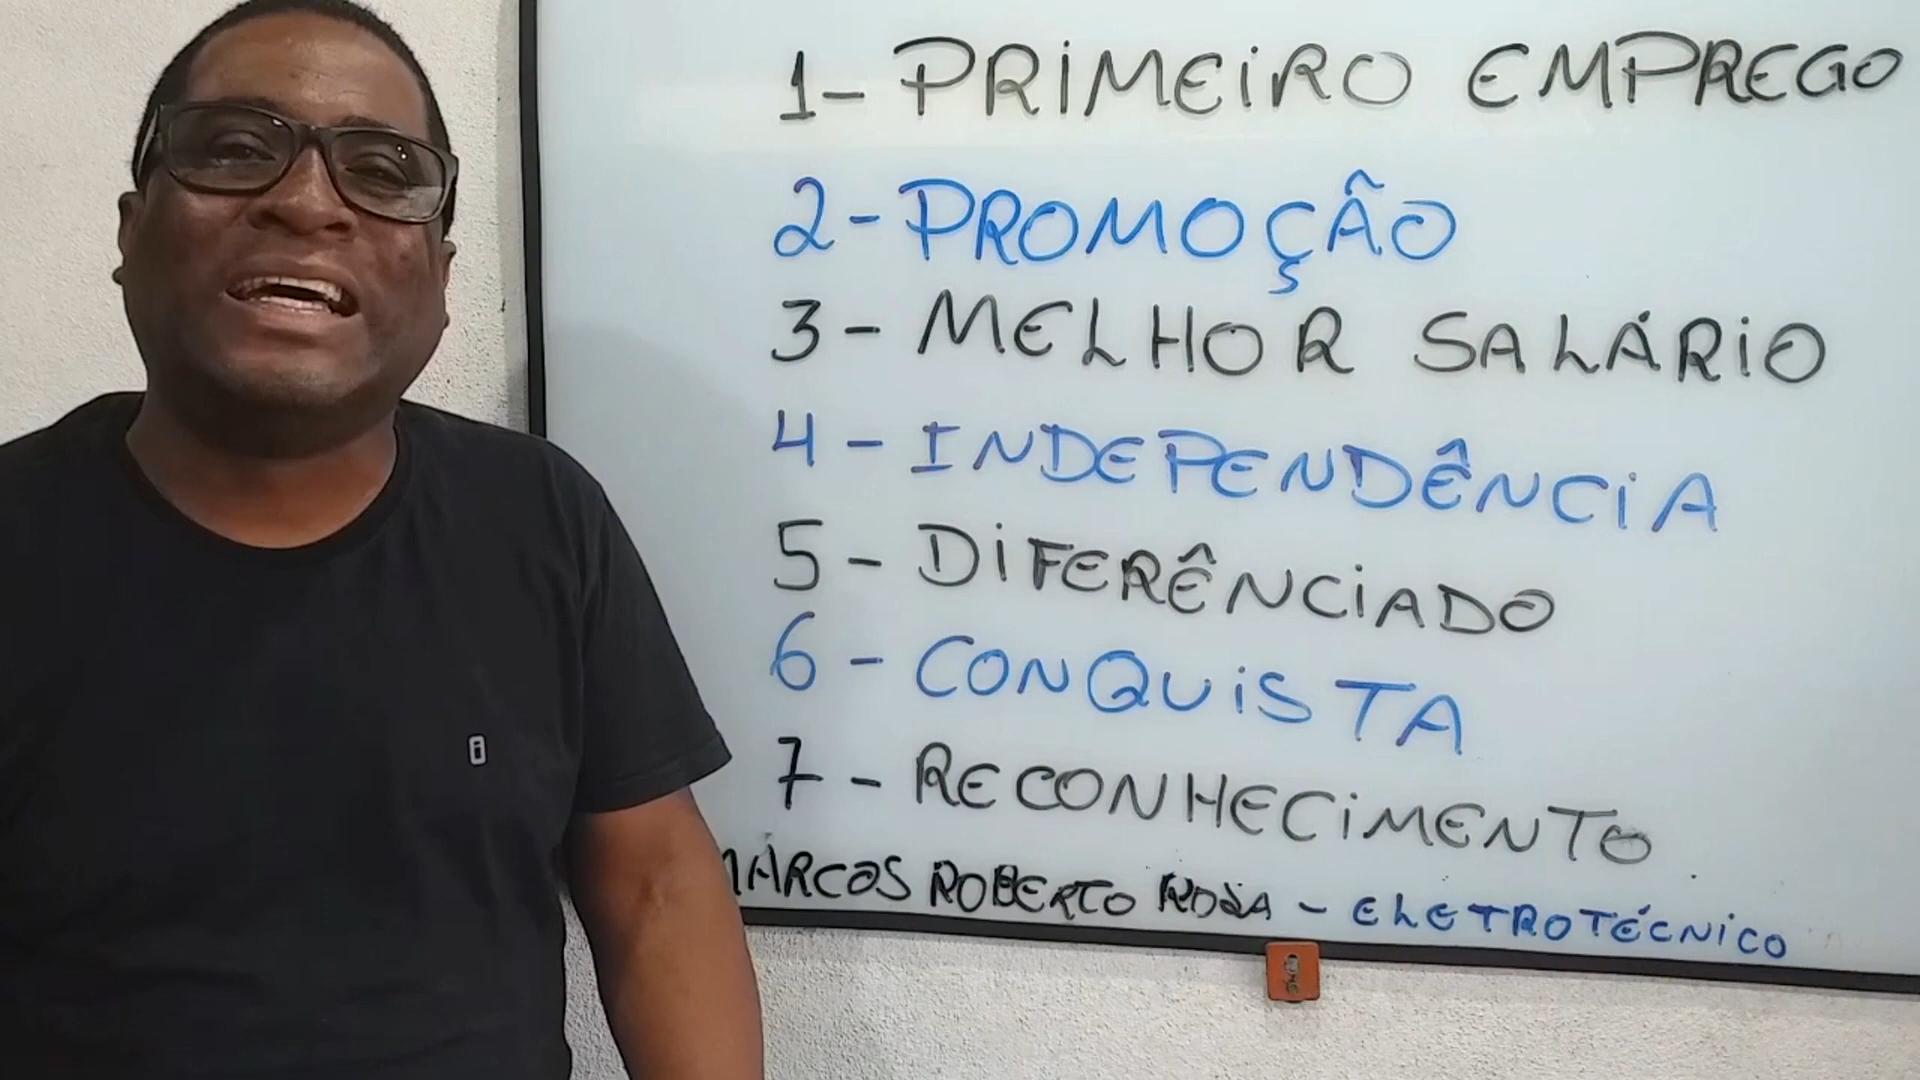 1- PRIMEIRO EMPREGO
2- PROMOÇÃO
3- MELHOR SALÁRIO
4- INDEPENDÊNCIA
5- DIFERÊNCIADO
6- CONQUISTA
7- RECONHECIMENTO
MARCOS ROBERTO ROSA - ELETROTÉCNICO